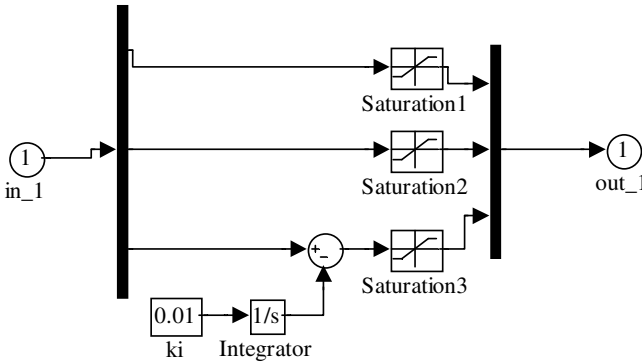 Saturation1
1
in_1
Saturation2
1
out_1
+
−
Saturation3
0.01
ki
1/s
Integrator